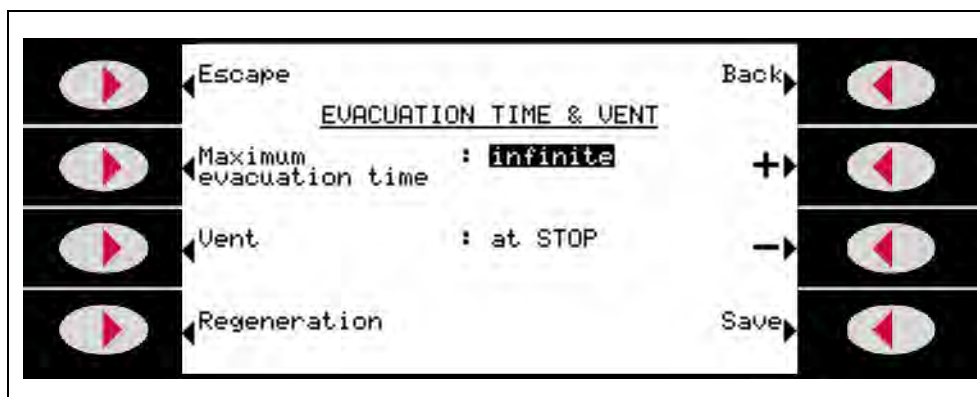 Escape
Back
EVACUATION TIME & VENT
Maximum
evacuation time : infinite
+
Vent : at STOP
-
Regeneration
Save